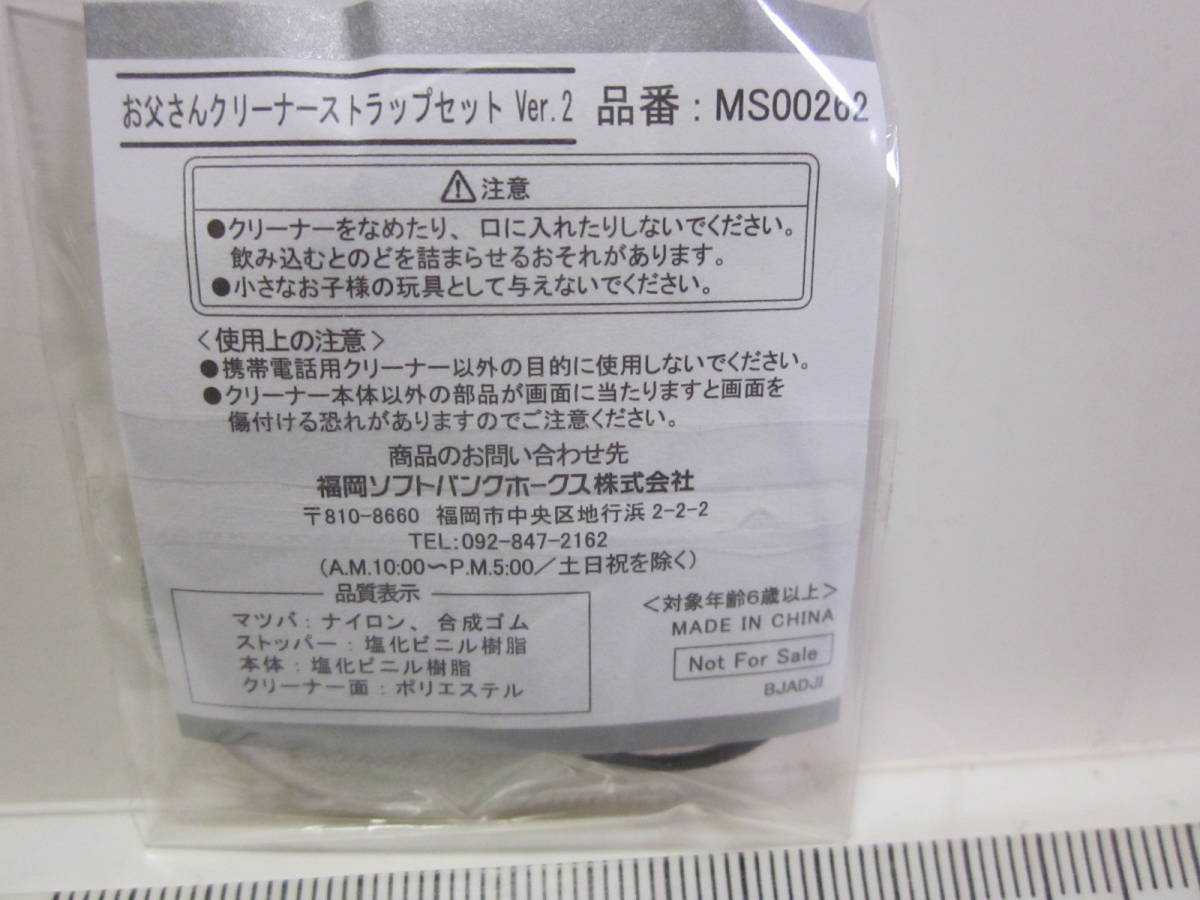 お父さんクリーナーストラップセット Ver.2 品番：MS00262
⚠注意
●クリーナーをなめたり、口に入れたりしないでください。
飲み込むとのどを詰まらせるおそれがあります。
●小さなお子様の玩具として与えないでください。
＜使用上の注意＞
●携帯電話用クリーナー以外の目的に使用しないでください。
●クリーナー本体以外の部品が画面に当たりますと画面を
傷付ける恐れがありますのでご注意ください。
商品のお問い合わせ先
福岡ソフトバンクホークス株式会社
〒810-8660 福岡市中央区地行浜 2-2-2
TEL:092-847-2162
(A.M.10:00～P.M.5:00／土日祝を除く)
品質表示
マツバ：ナイロン、合成ゴム
ストッパー：塩化ビニル樹脂
本体：塩化ビニル樹脂
クリーナー面：ポリエステル
＜対象年齢6歳以上＞
MADE IN CHINA
Not For Sale
BJADJI